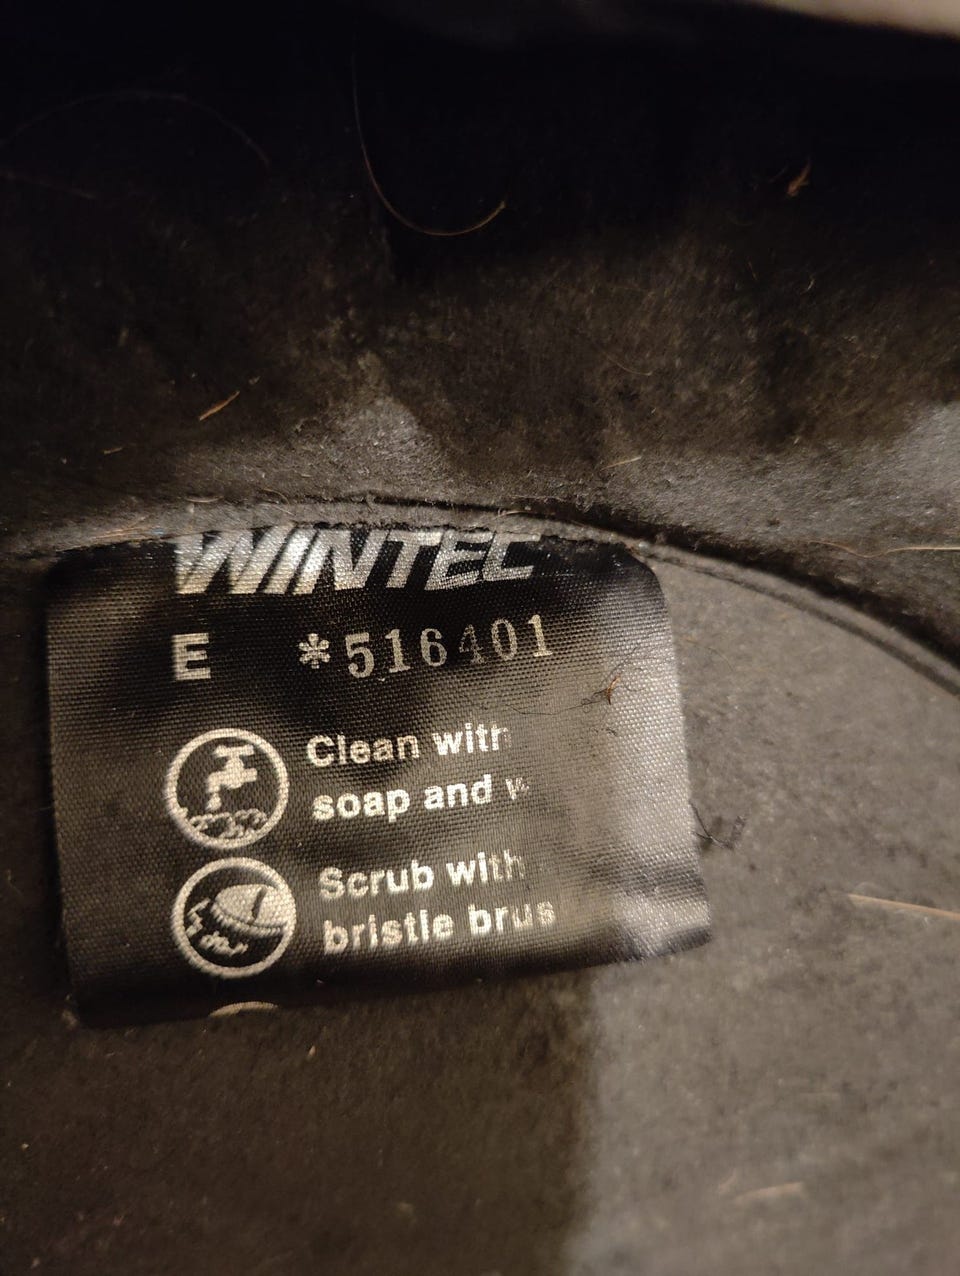 WINTEC
E *516401
Clean with
soap and
Scrub with
bristle brus